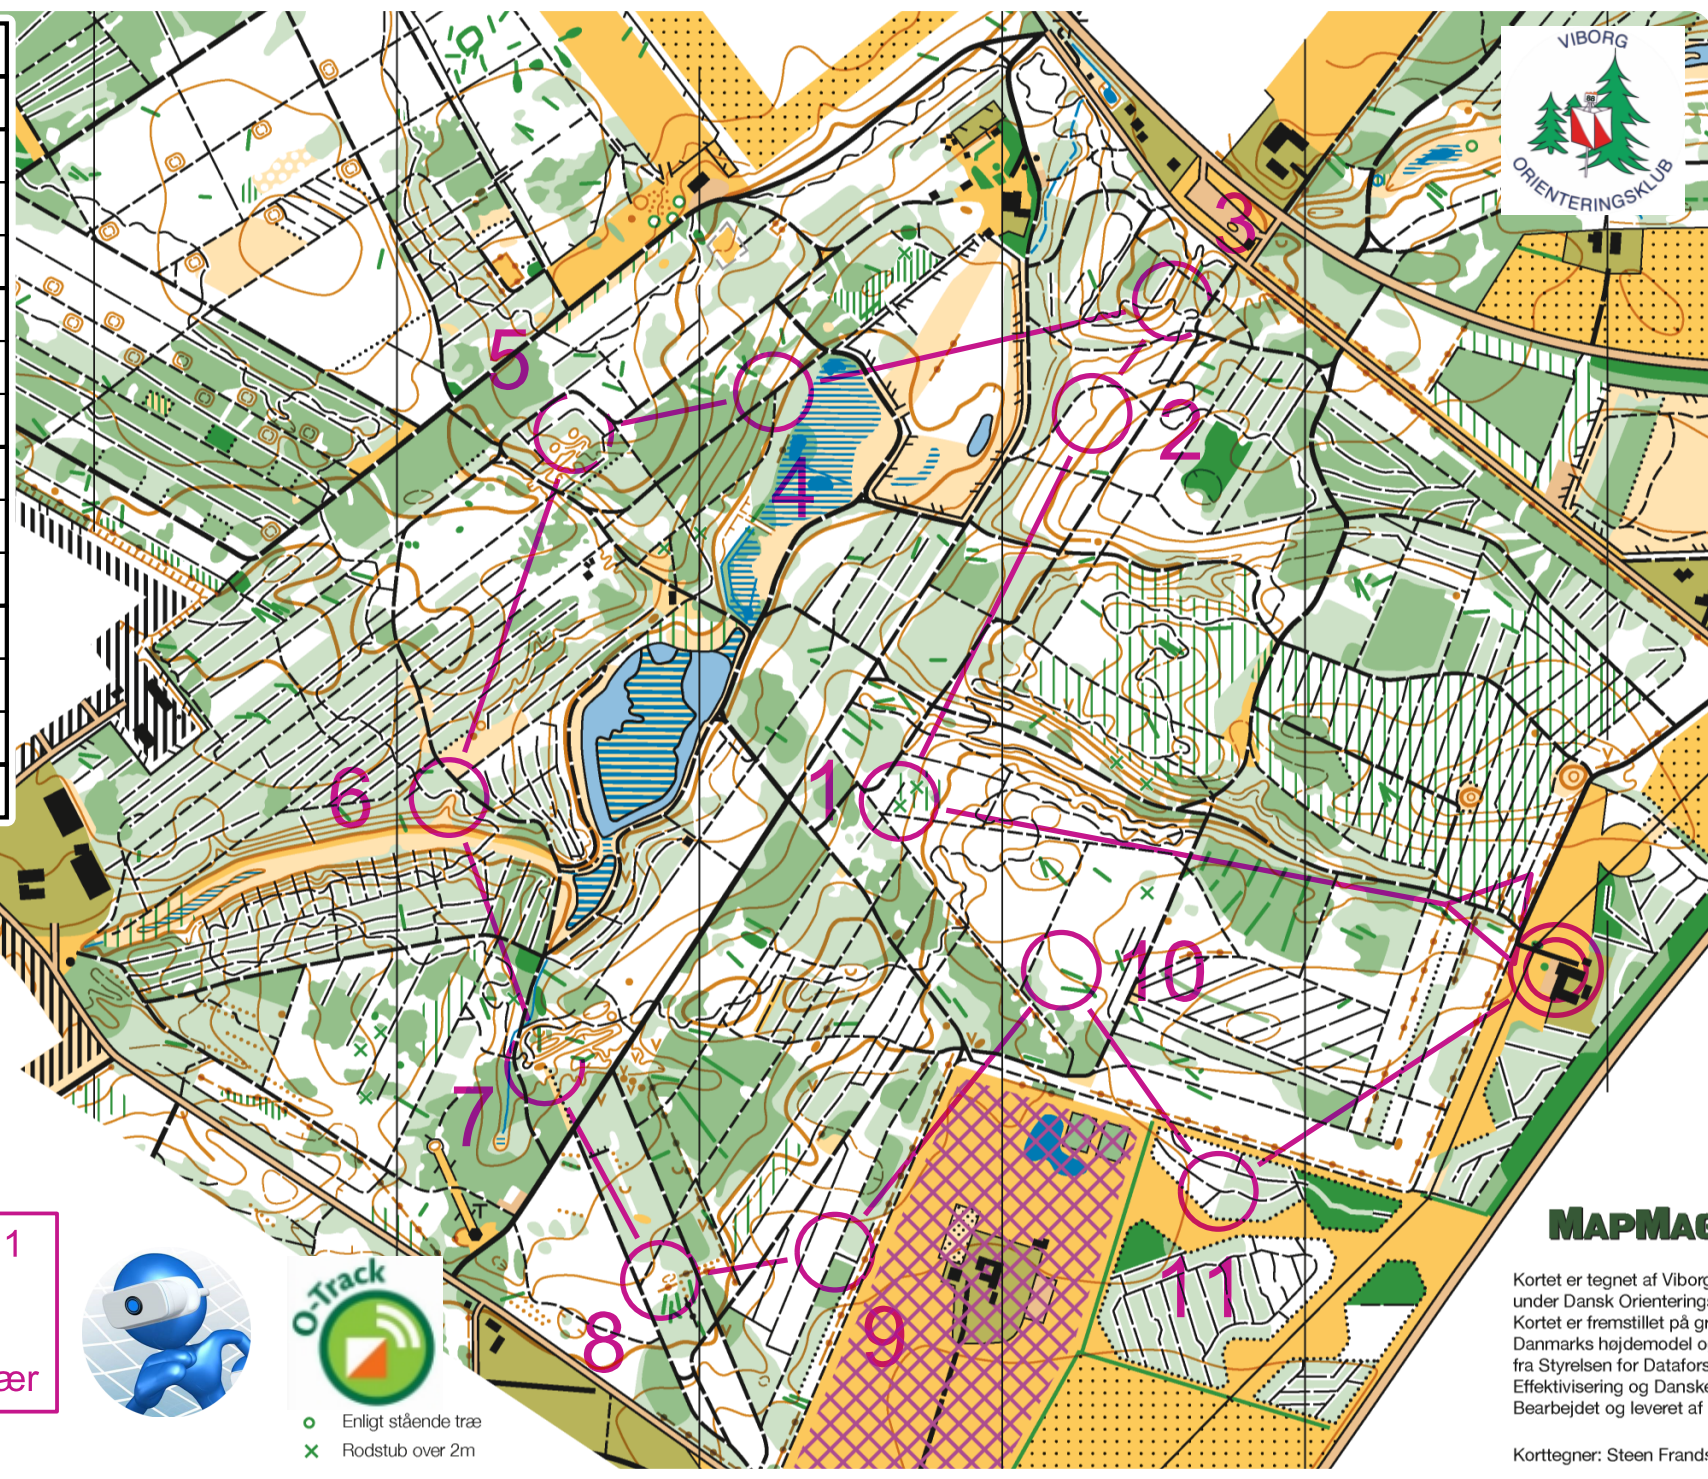 VIBORG
ORIENTERINGSKLUB
3
5
2
4
6
1
10
7
11
8
9
1
ær
O-Track
Enligt stående træ
Rodstub over 2m
Kortet er tegnet af Viborg
under Dansk Orientering
Kortet er fremstillet på gr
Danmarks højdemodel o
fra Styrelsen for Datafors
Effektivisering og Danske
Bearbejdet og leveret af
Korttegner: Steen Frands